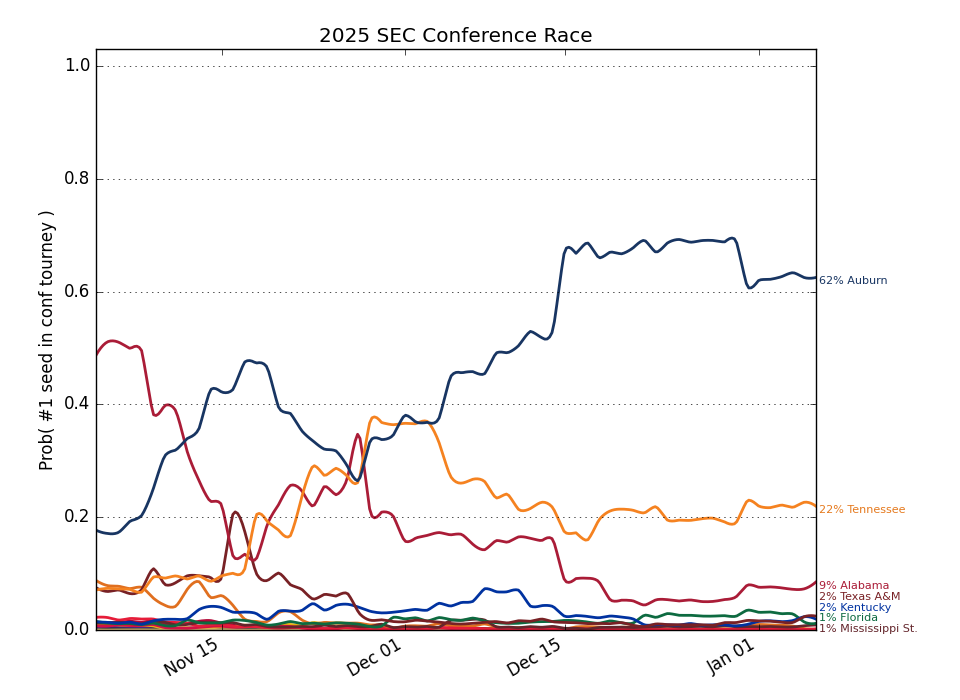 2025 SEC Conference Race
Prob( #1 seed in conf tourney )
1.0
0.8
0.6
0.4
0.2
0.0
Nov 15
Dec 01
Dec 15
Jan 01
62% Auburn
22% Tennessee
9% Alabama
2% Texas A&M
2% Kentucky
1% Florida
1% Mississippi St.